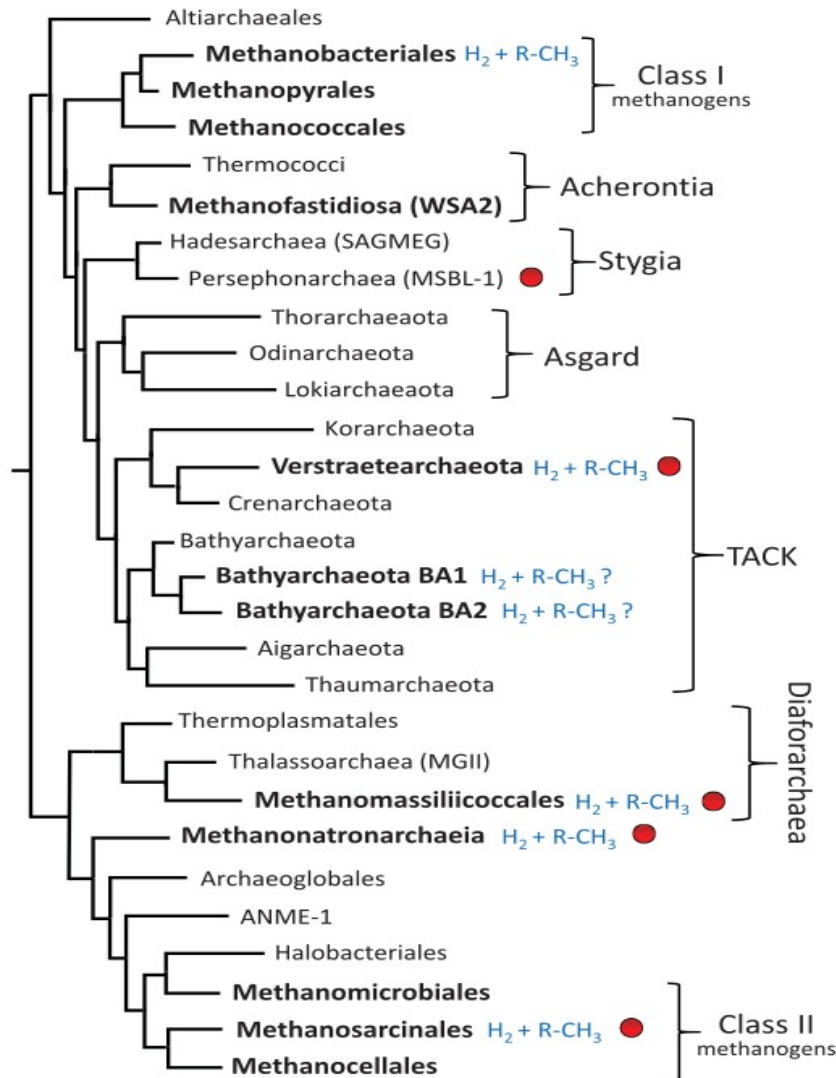 Altiarchaeales
Methanobacteriales H₂ + R-CH₃
Methanopyrales
Methanococcales
Class I
methanogens
Thermococci
Methanofastidiosa (WSA2)
Acherontia
Hadesarchaea (SAGMEG)
Persephonarchaea (MSBL-1)
Stygia
Thorarchaeaota
Odinarchaeota
Lokiarchaeaota
Asgard
Korarchaeota
Verstraetearchaeota H₂ + R-CH₃
Crenarchaeota
Bathyarchaeota
Bathyarchaeota BA1 H₂ + R-CH₃ ?
Bathyarchaeota BA2 H₂ + R-CH₃ ?
Aigarchaeota
Thaumarchaeota
TACK
Thermoplasmatales
Thalassoarchaea (MGII)
Methanomassiliicoccales H₂ + R-CH₃
Diaforarchaea
Methanonatronarchaeia H₂ + R-CH₃
Archaeoglobales
ANME-1
Halobacteriales
Methanomicrobiales
Methanosarcinales H₂ + R-CH₃
Methanocellales
Class II
methanogens